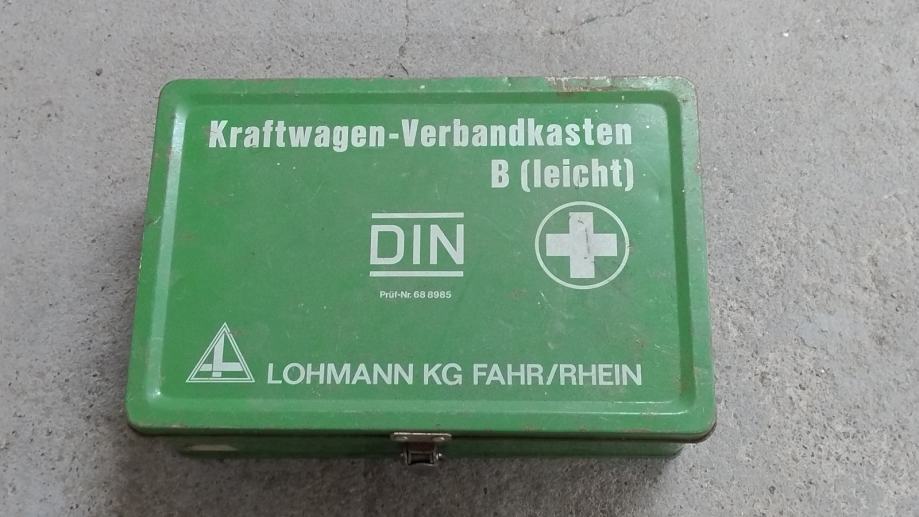 Kraftwagen-Verbandkasten
B (leicht)
DIN
Prüf-Nr. 68 8985
LOHMANN KG FAHR/RHEIN